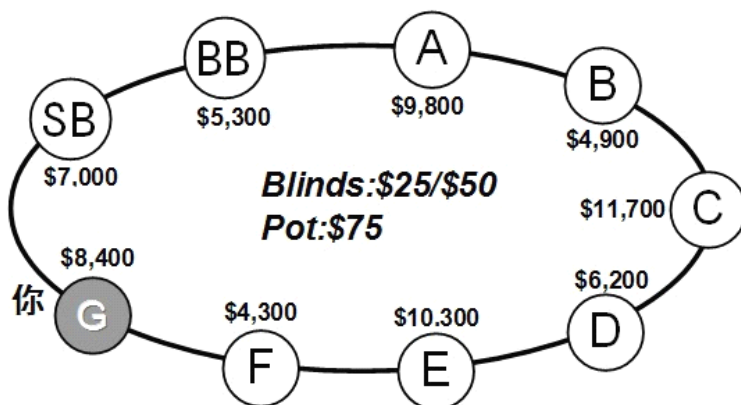 BB
A
SB
B
$5,300
$9,800
$4,900
$7.000
Blinds:$25/$50
Pot:$75
$11,700
C
$8,400
$6,200
你
G
$4,300
$10.300
D
F
E